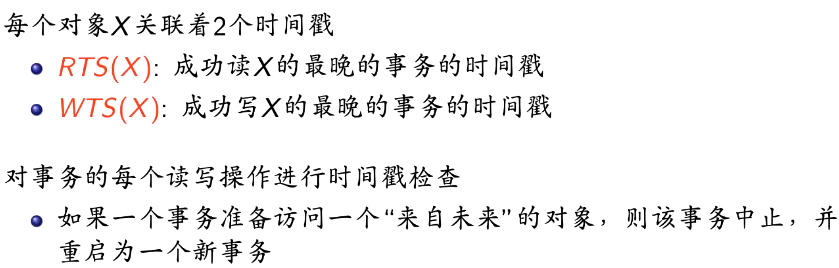 每个对象X关联着2个时间戳
RTS(X): 成功读X的最晚的事务的时间戳
WTS(X): 成功写X的最晚的事务的时间戳
对事务的每个读写操作进行时间戳检查
如果一个事务准备访问一个“来自未来”的对象，则该事务中止，并
重启为一个新事务